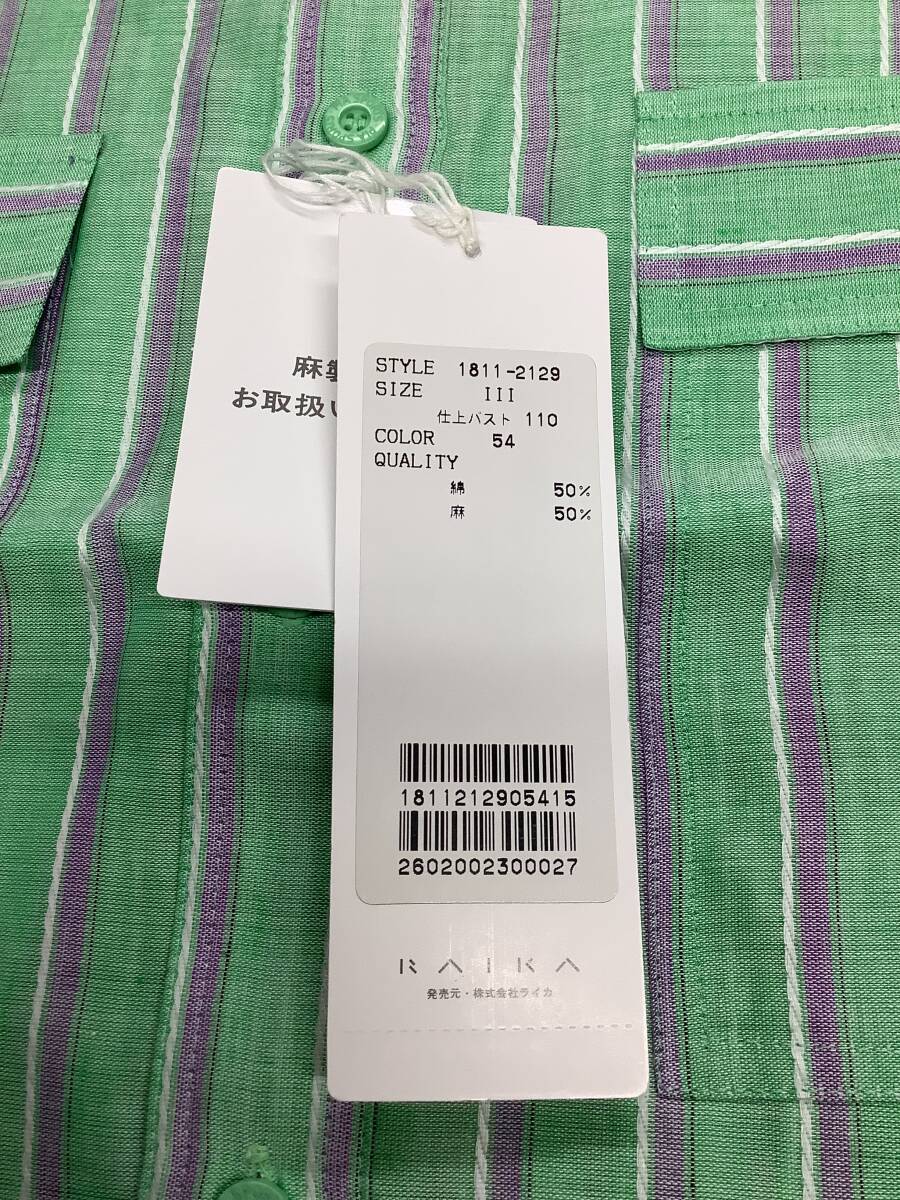 麻製
お取扱い
STYLE 1811-2129
SIZE III
仕上バスト 110
COLOR 54
QUALITY
綿 50%
麻 50%
1811212905415
2602002300027
RAIKA
発売元・株式会社ライカ